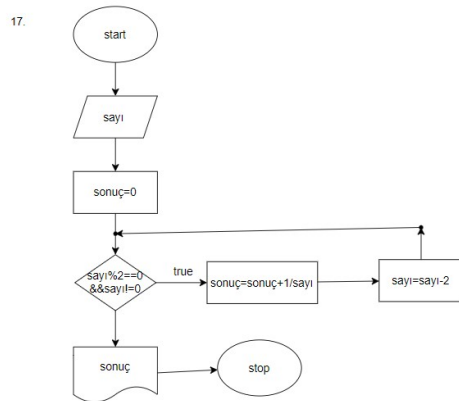 17.
start
sayı
sonuç=0
sayı%2==0
&&sayı!=0
true
sonuç=sonuç+1/sayı
sayı=sayı-2
sonuç
stop